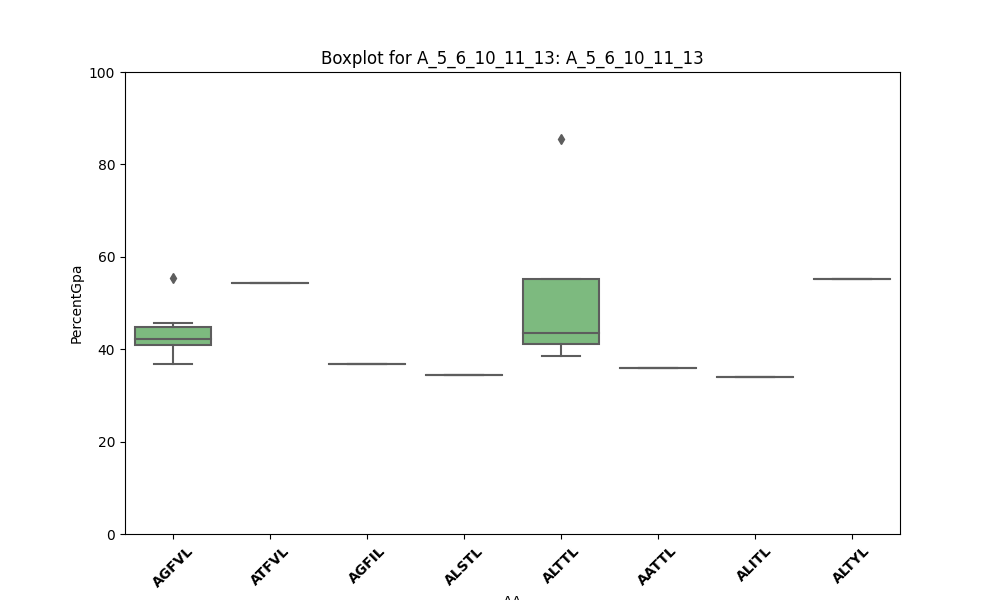 Boxplot for A_5_6_10_11_13: A_5_6_10_11_13
100
80
60
40
20
0
PercentGpa
AGFVL
ATFVL
AGFIL
ALSTL
ALTTL
AATTL
ALITL
ALTYL
AA